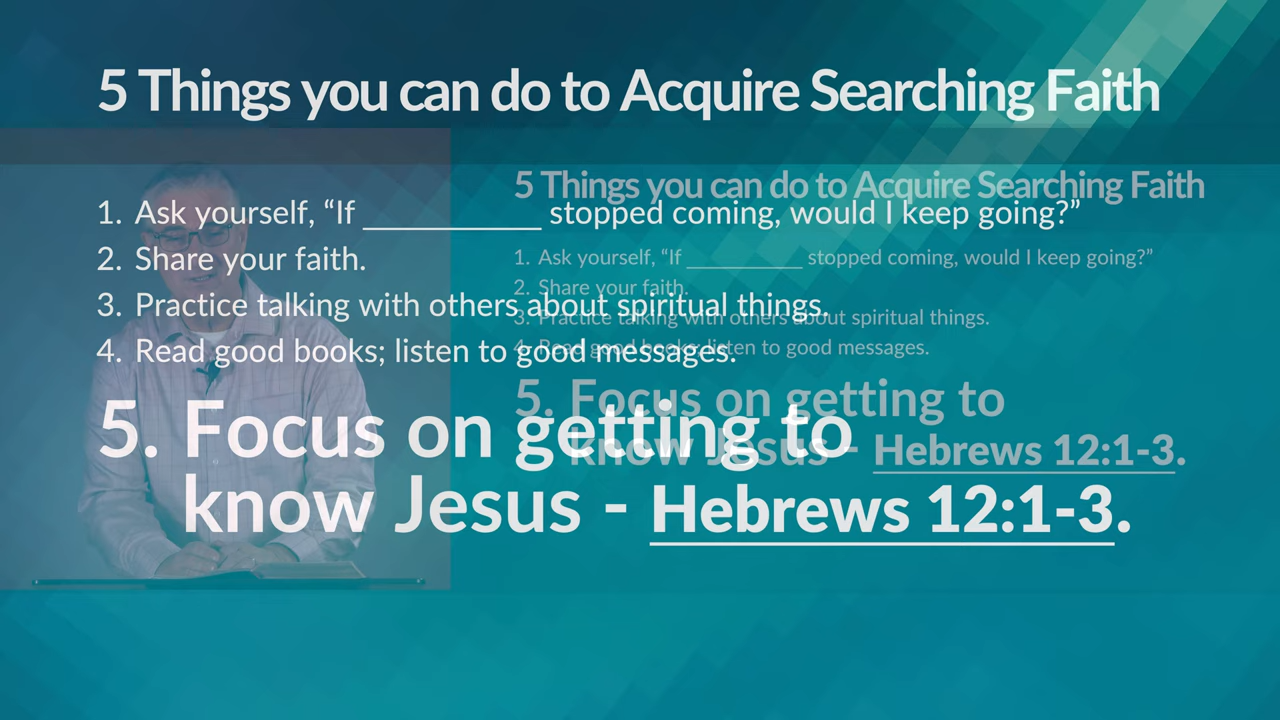 5 Things you can do to Acquire Searching Faith
1. Ask yourself, “If ____________ stopped coming, would I keep going?”
2. Share your faith.
3. Practice talking with others about spiritual things.
4. Read good books; listen to good messages.
5. Focus on getting to
know Jesus - Hebrews 12:1-3.
5 Things you can do to Acquire Searching Faith
1. Ask yourself, “If ____________ stopped coming, would I keep going?”
2. Share your faith.
3. Practice talking with others about spiritual things.
4. Read good books; listen to good messages.
5. Focus on getting to
know Jesus - Hebrews 12:1-3.